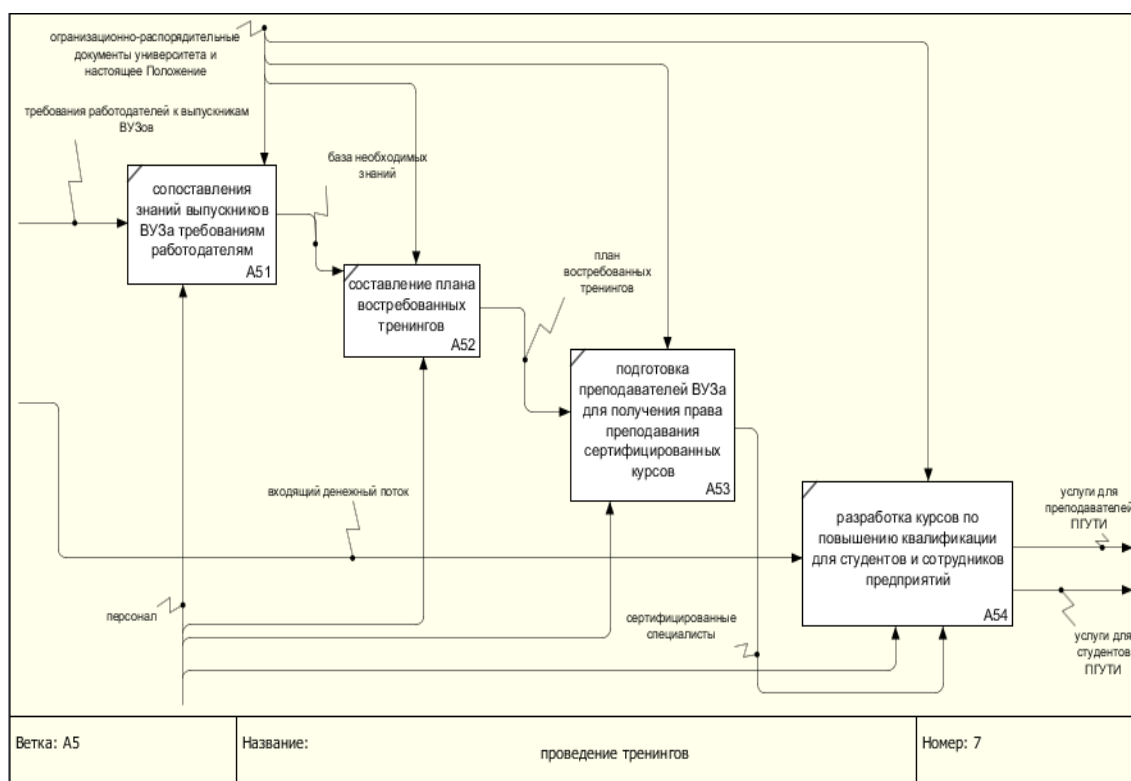 огранизационно-распорядительные
документы университета и
настоящее Положение
требования работодателей к выпускникам
ВУЗов
база необходимых
знаний
сопоставления
знаний выпускников
ВУЗа требованиям
работодателям
A51
план
востребованных
тренингов
составление плана
востребованных
тренингов
A52
подготовка
преподавателей ВУЗа
для получения права
преподавания
сертифицированных
курсов
A53
входящий денежный поток
разработка курсов по
повышению квалификации
для студентов и сотрудников
предприятий
A54
услуги для
преподавателей
ПГУТИ
персонал
сертифицированные
специалисты
услуги для
студентов
ПГУТИ
Ветка: A5
Название:
проведение тренингов
Номер: 7